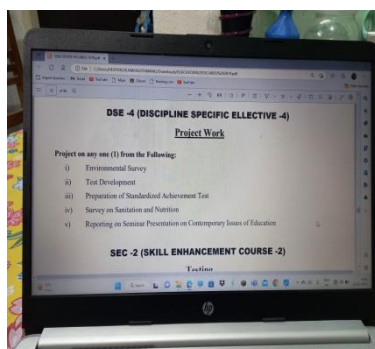 DSE -4 (DISCIPLINE SPECIFIC ELLECTIVE -4)
Project Work
Project on any one (1) from the Following:
i) Environmental Survey
ii) Test Development
iii) Preparation of Standardized Achievement Test
iv) Survey on Sanitation and Nutrition
v) Reporting on Seminar Presentation on Contemporary Issues of Education
SEC -2 (SKILL ENHANCEMENT COURSE -2)
Testing
hp